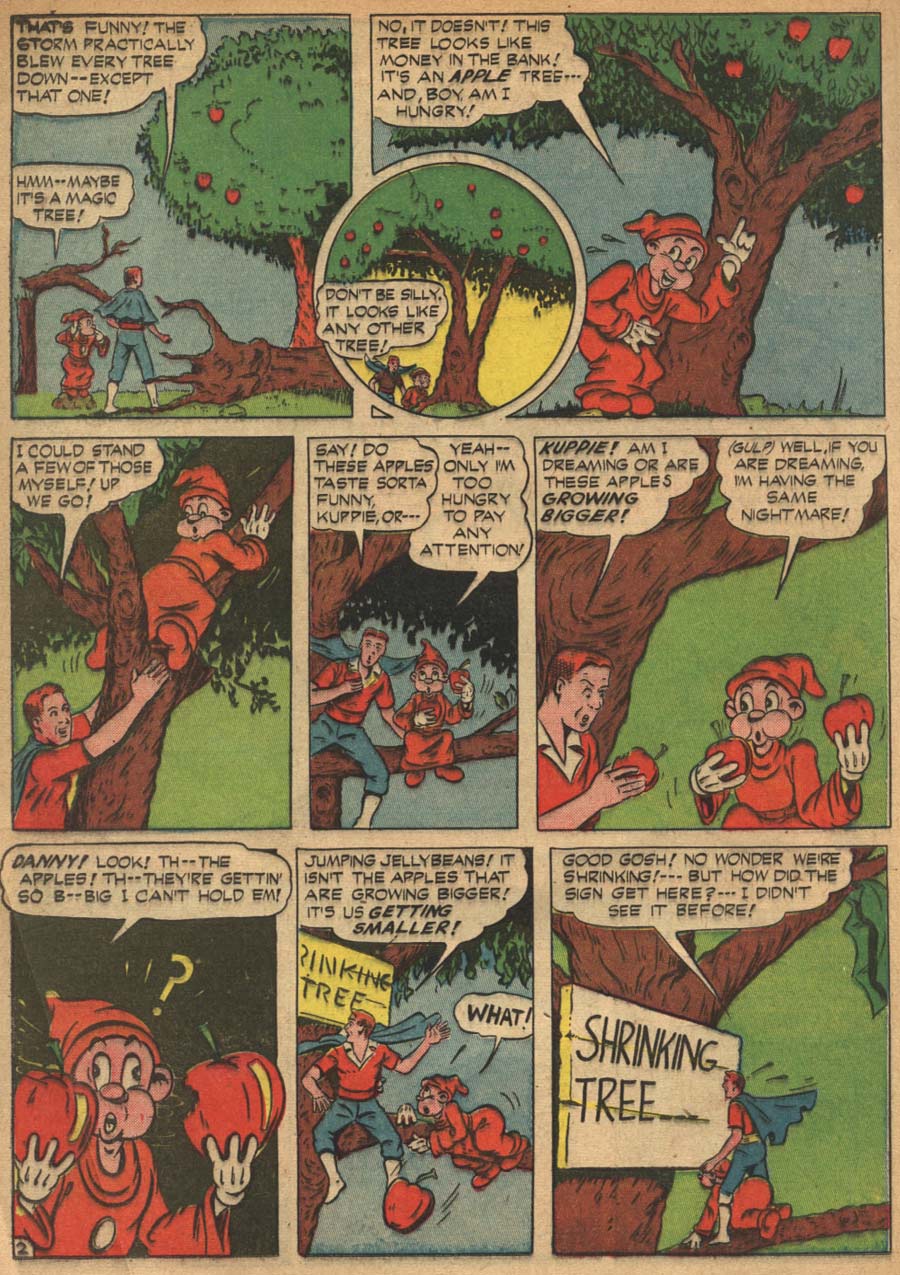 THAT'S FUNNY! THE
STORM PRACTICALLY
BLEW EVERY TREE
DOWN--EXCEPT
THAT ONE!
HMM--MAYBE
IT'S A MAGIC
TREE!
DON'T BE SILLY.
IT LOOKS LIKE
ANY OTHER
TREE!
NO, IT DOESN'T! THIS
TREE LOOKS LIKE
MONEY IN THE BANK!
IT'S AN APPLE TREE---
AND, BOY, AM I
HUNGRY!
I COULD STAND
A FEW OF THOSE
MYSELF! UP
WE GO!
SAY! DO
THESE APPLES
TASTE SORTA
FUNNY,
KUPPIE, OR---
YEAH--
ONLY I'M
TOO
HUNGRY
TO PAY
ANY
ATTENTION!
KUPPIE! AM I
DREAMING OR ARE
THESE APPLES
GROWING
BIGGER!
(GULP) WELL, IF YOU
ARE DREAMING,
I'M HAVING THE
SAME
NIGHTMARE!
DANNY! LOOK! TH--THE
APPLES! TH--THEY'RE GETTIN'
SO B--BIG I CAN'T HOLD EM!
?
2
JUMPING JELLYBEANS! IT
ISN'T THE APPLES THAT
ARE GROWING BIGGER!
IT'S US GETTING
SMALLER!
RINKING
TREE
WHAT!
GOOD GOSH! NO WONDER WE'RE
SHRINKING!--- BUT HOW DID THE
SIGN GET HERE?--- I DIDN'T
SEE IT BEFORE!
SHRINKING
TREE